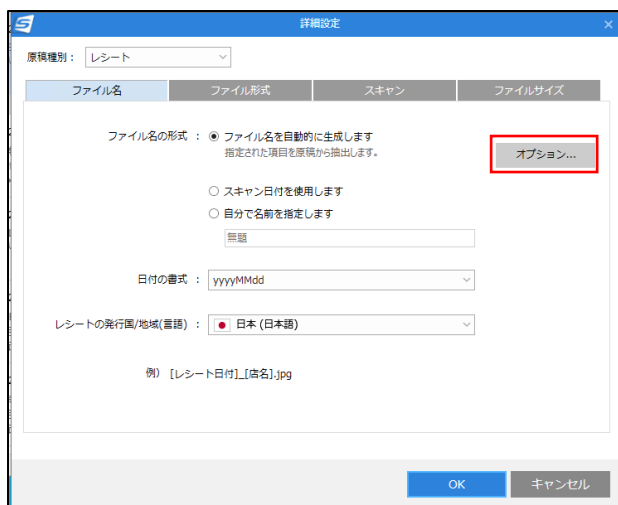 詳細設定
原稿種別： レシート
ファイル名 ファイル形式 スキャン ファイルサイズ
ファイル名の形式 ： ファイル名を自動的に生成します
指定された項目を原稿から抽出します。
オプション...
スキャン日付を使用します
自分で名前を指定します
無題
日付の書式 ： yyyyMMdd
レシートの発行国/地域(言語) ： 日本 (日本語)
例） [レシート日付]_[店名].jpg
OK キャンセル